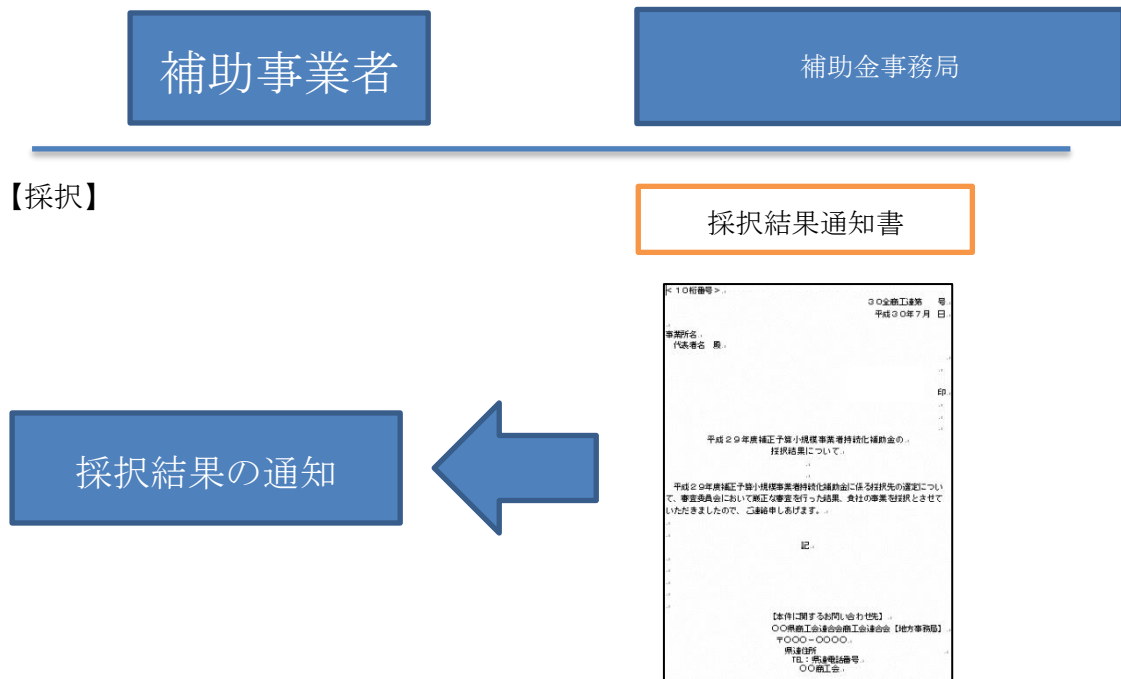 補助事業者
補助金事務局
【採択】
採択結果通知書
採択結果の通知
<１０桁番号>
３０全商工連第　号
平成３０年７月　日
事業所名
代表者名　殿
印
平成２９年度補正予算小規模事業者持続化補助金の
採択結果について
平成２９年度補正予算小規模事業者持続化補助金に係る採択先の選定につい
て、審査委員会において厳正な審査を行った結果、貴社の事業を採択とさせて
いただきましたので、ご連絡申しあげます。
記
【本件に関するお問い合わせ先】
〇〇県商工会連合会商工会連合会【地方事務局】
〒〇〇〇－〇〇〇〇
県連住所
TEL：県連電話番号
〇〇商工会